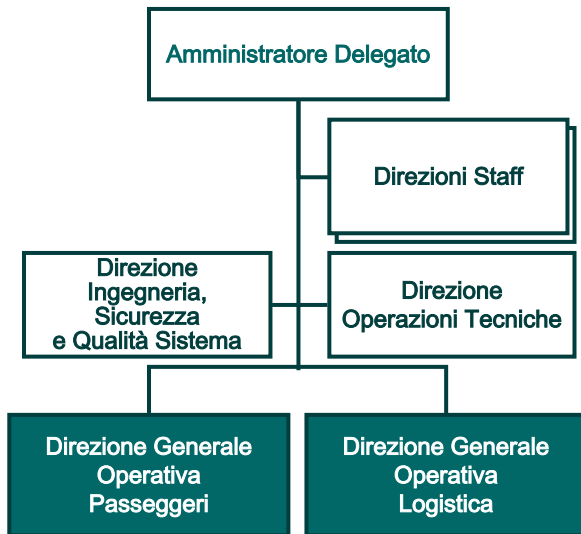 Amministratore Delegato
Direzioni Staff
Direzione
Ingegneria,
Sicurezza
e Qualità Sistema
Direzione
Operazioni Tecniche
Direzione Generale
Operativa
Passeggeri
Direzione Generale
Operativa
Logistica